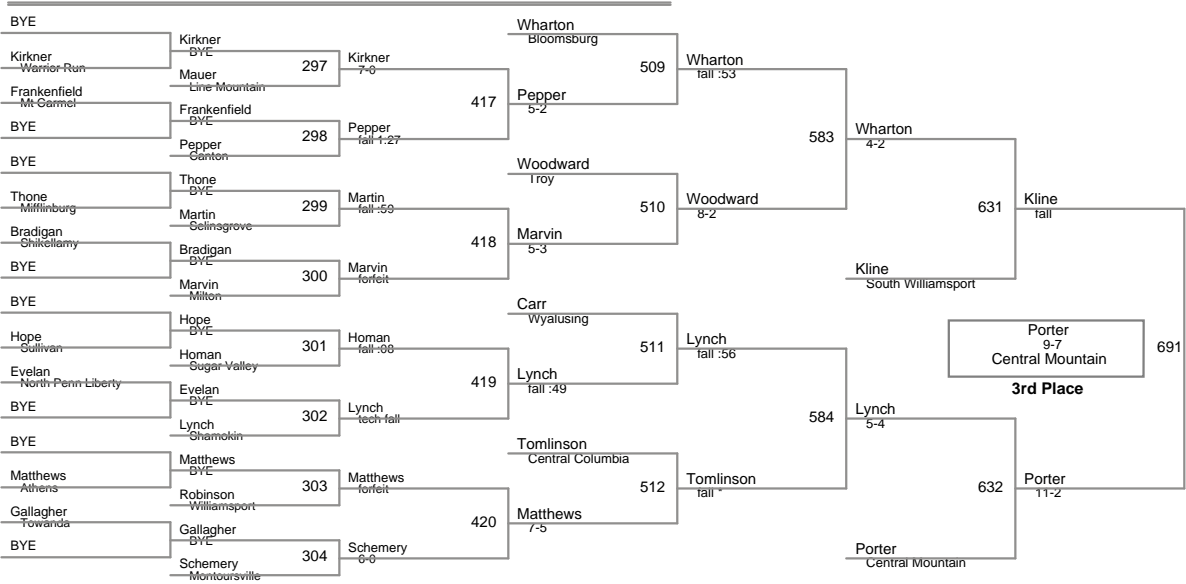 BYE
Kirkner
Warrior Run
Frankenfield
Mt Carmel
BYE
BYE
Thone
Mifflinburg
Bradigan
Shikellamy
BYE
BYE
Hope
Sullivan
Evelan
North Penn Liberty
BYE
BYE
Matthews
Athens
Gallagher
Towanda
BYE
Kirkner
BYE
297
Mauer
Line Mountain
Frankenfield
BYE
298
Pepper
Canton
Thone
BYE
299
Martin
Selinsgrove
Bradigan
BYE
300
Marvin
Milton
Hope
BYE
301
Homan
Sugar Valley
Evelan
BYE
302
Lynch
Shamokin
Matthews
BYE
303
Robinson
Williamsport
Gallagher
BYE
304
Schemery
Montoursville
Kirkner
7-0
417
Pepper
fall 1:27
Martin
fall :59
418
Marvin
forfeit
Homan
fall :08
419
Lynch
tech fall
Matthews
forfeit
420
Schemery
6-0
Wharton
Bloomsburg
509
Pepper
5-2
Woodward
Troy
510
Marvin
5-3
Carr
Wyalusing
511
Lynch
fall :49
Tomlinson
Central Columbia
512
Matthews
7-5
Wharton
fall :53
583
Woodward
8-2
Lynch
fall :56
584
Tomlinson
fall *
Wharton
4-2
631
Kline
South Williamsport
Lynch
5-4
632
Porter
Central Mountain
Kline
fall
691
Porter
11-2
Porter
9-7
Central Mountain
3rd Place